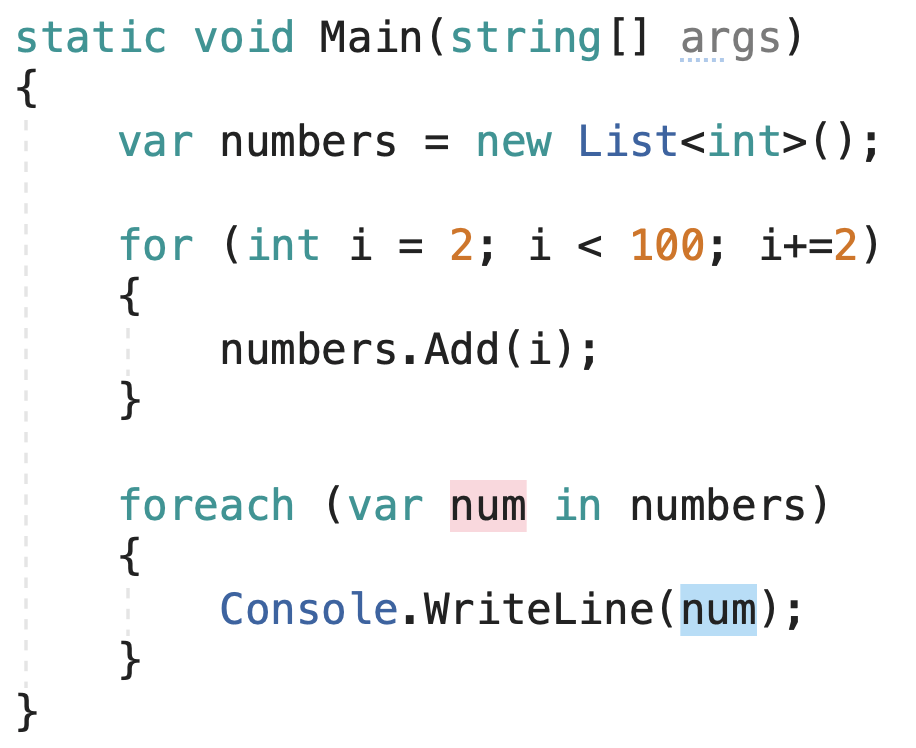 static void Main(string[] args)
{
    var numbers = new List<int>();

    for (int i = 2; i < 100; i+=2)
    {
        numbers.Add(i);
    }

    foreach (var num in numbers)
    {
        Console.WriteLine(num);
    }
}